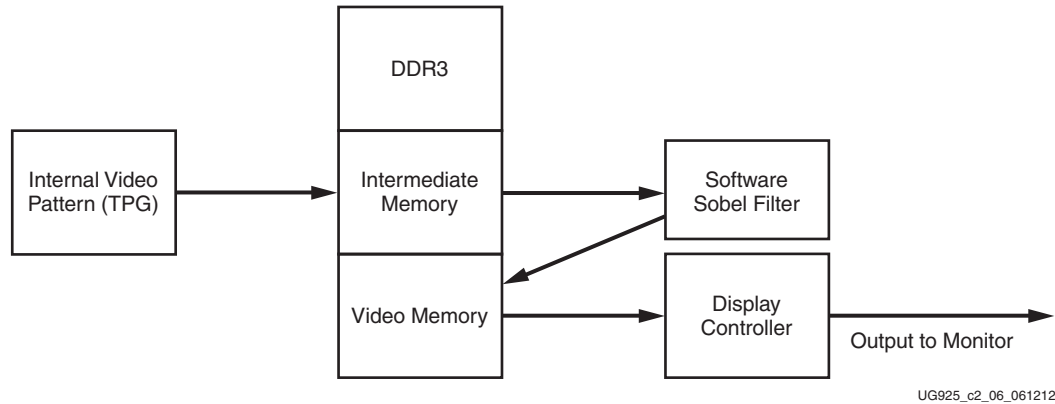 DDR3
Internal Video
Pattern (TPG)
Intermediate
Memory
Software
Sobel Filter
Video Memory
Display
Controller
Output to Monitor
UG925_c2_06_061212